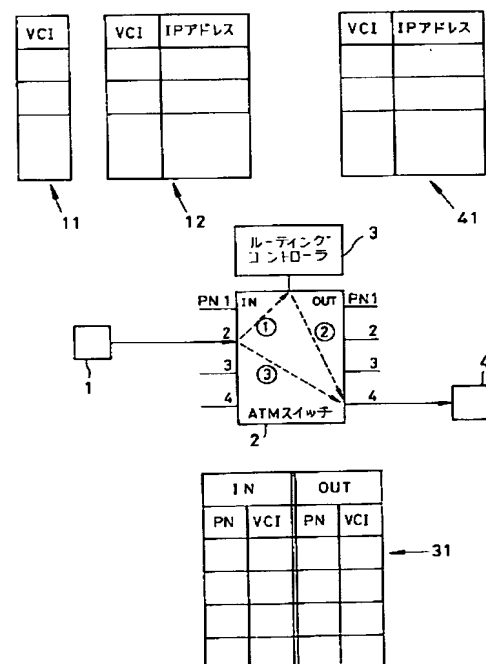 VCI
VCI IPアドレス
VCI IPアドレス
11
12
41
ルーティング
コントローラ
3
PN1 IN OUT PN1
① ②
2 2
③
3 3
4 4
ATMスイッチ
1
2
4
IN OUT
PN VCI PN VCI
31